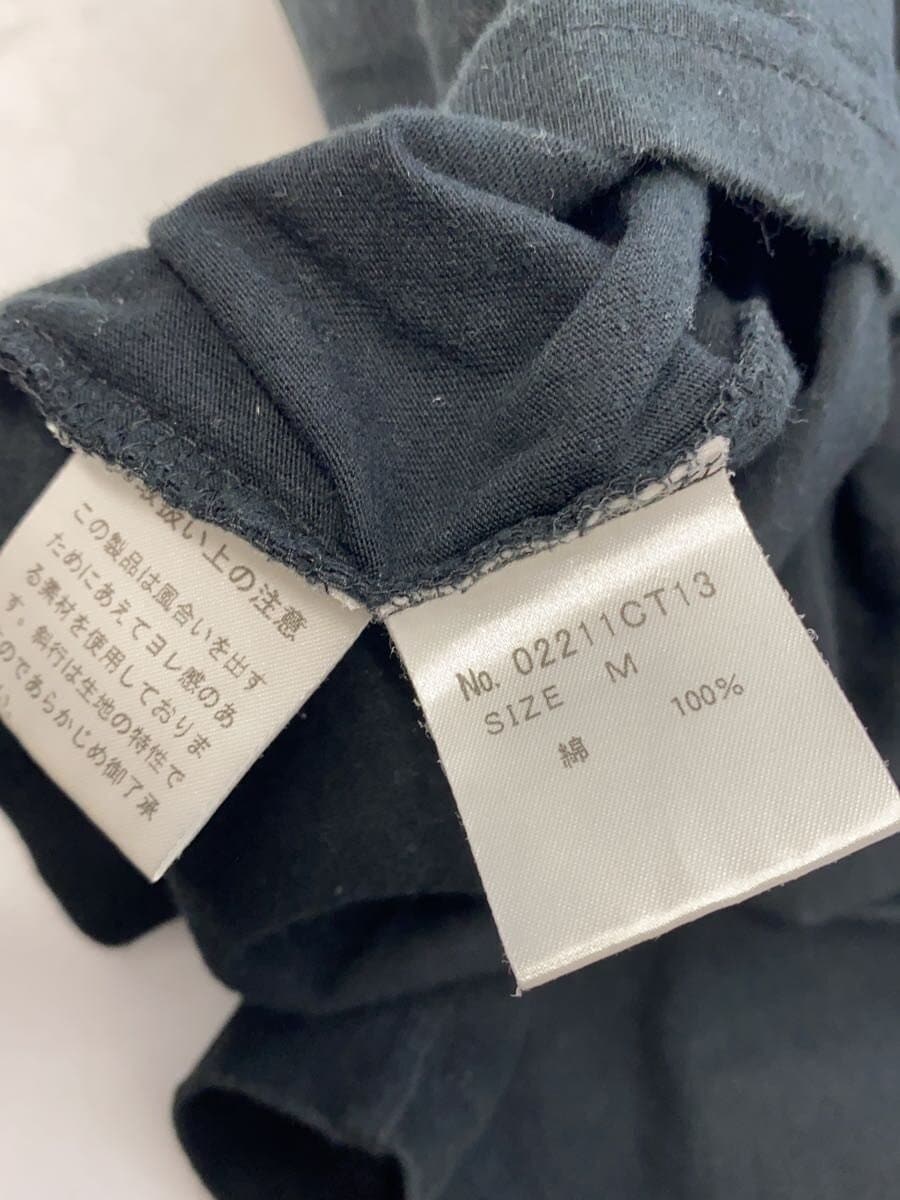 扱い上の注意
この製品は風合いを出す
ためにあえてヨレ感のあ
る素材を使用しておりま
す。斜行は生地の特性で
のであらかじめ御了承
No. 02211CT13
SIZE M
綿 100%